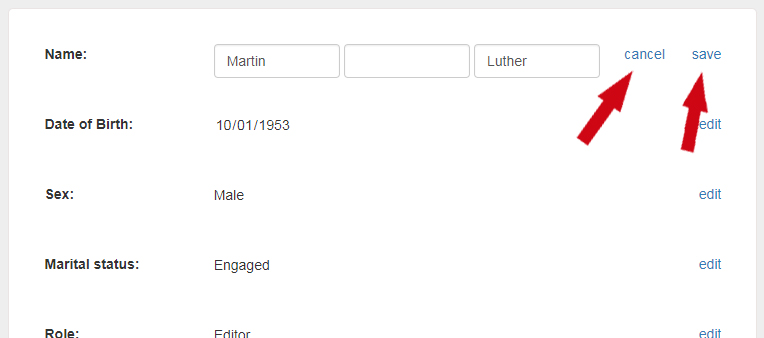 Name: Martin Luther cancel save
Date of Birth: 10/01/1953 edit
Sex: Male edit
Marital status: Engaged edit
Role: Editor edit